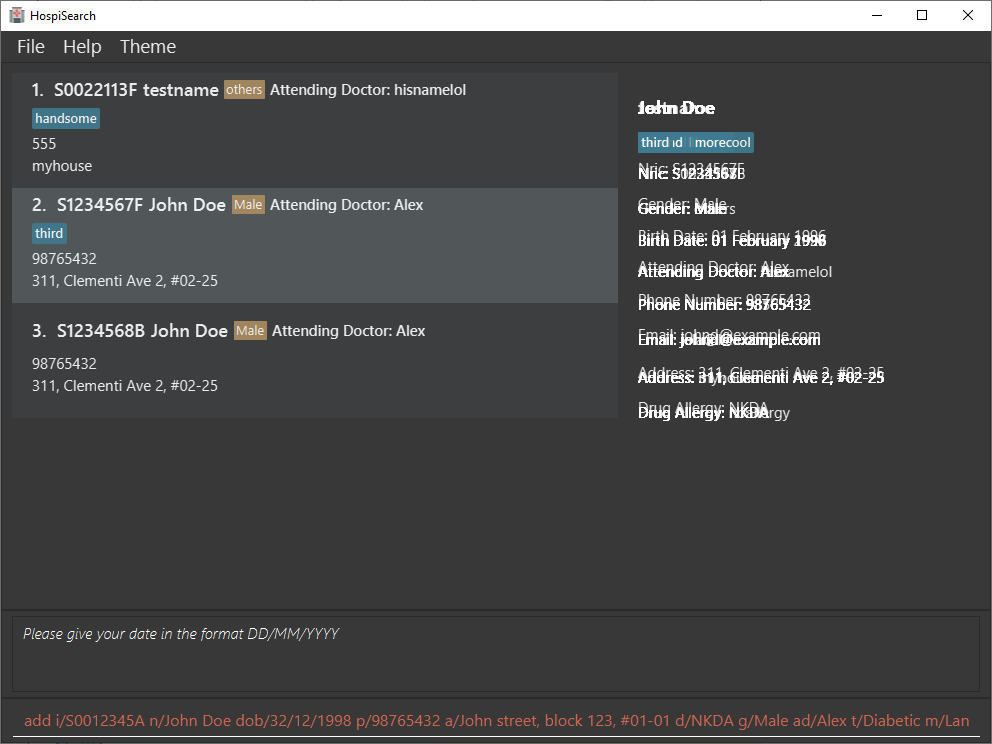 HospiSearch
File Help Theme
1. S0022113F testname others Attending Doctor: hisnamelol
handsome
555
myhouse
2. S1234567F John Doe Male Attending Doctor: Alex
third
98765432
311, Clementi Ave 2, #02-25
3. S1234568B John Doe Male Attending Doctor: Alex
98765432
311, Clementi Ave 2, #02-25
John Doe
third morecool
Nric:
Gender: Male
Birth Date: 01 February 1996
Attending Doctor: Alex
Phone Number: 98765432
Email: johnd@example.com
Address: 311, Clementi Ave 2, #02-25
Drug Allergy: NKDA
Please give your date in the format DD/MM/YYYY
add i/S0012345A n/John Doe dob/32/12/1998 p/98765432 a/John street, block 123, #01-01 d/NKDA g/Male ad/Alex t/Diabetic m/Lan